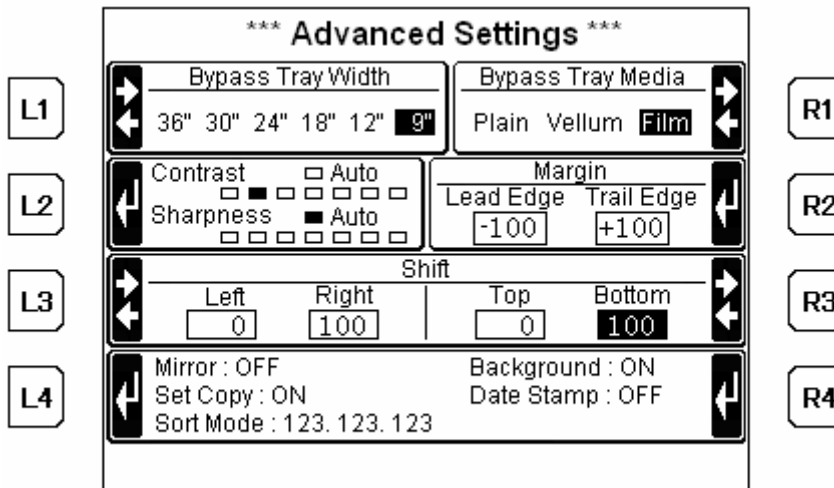 *** Advanced Settings ***
L1
Bypass Tray Width
Bypass Tray Media
R1
36" 30" 24" 18" 12" 9"
Plain Vellum Film
L2
Contrast Auto
Sharpness Auto
Margin
Lead Edge Trail Edge
-100 +100
R2
L3
Shift
Left Right Top Bottom
0 100 0 100
R3
L4
Mirror : OFF
Set Copy : ON
Sort Mode : 123. 123. 123
Background : ON
Date Stamp : OFF
R4